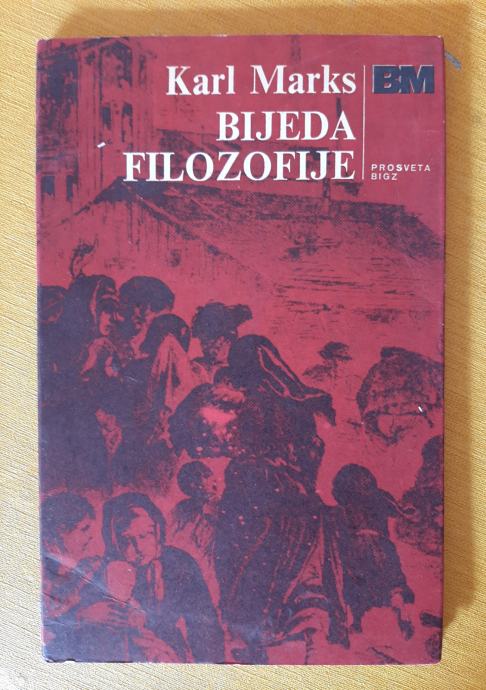 Karl Marks
BIJEDA
FILOZOFIJE
BM
PROSVETA
BIGZ